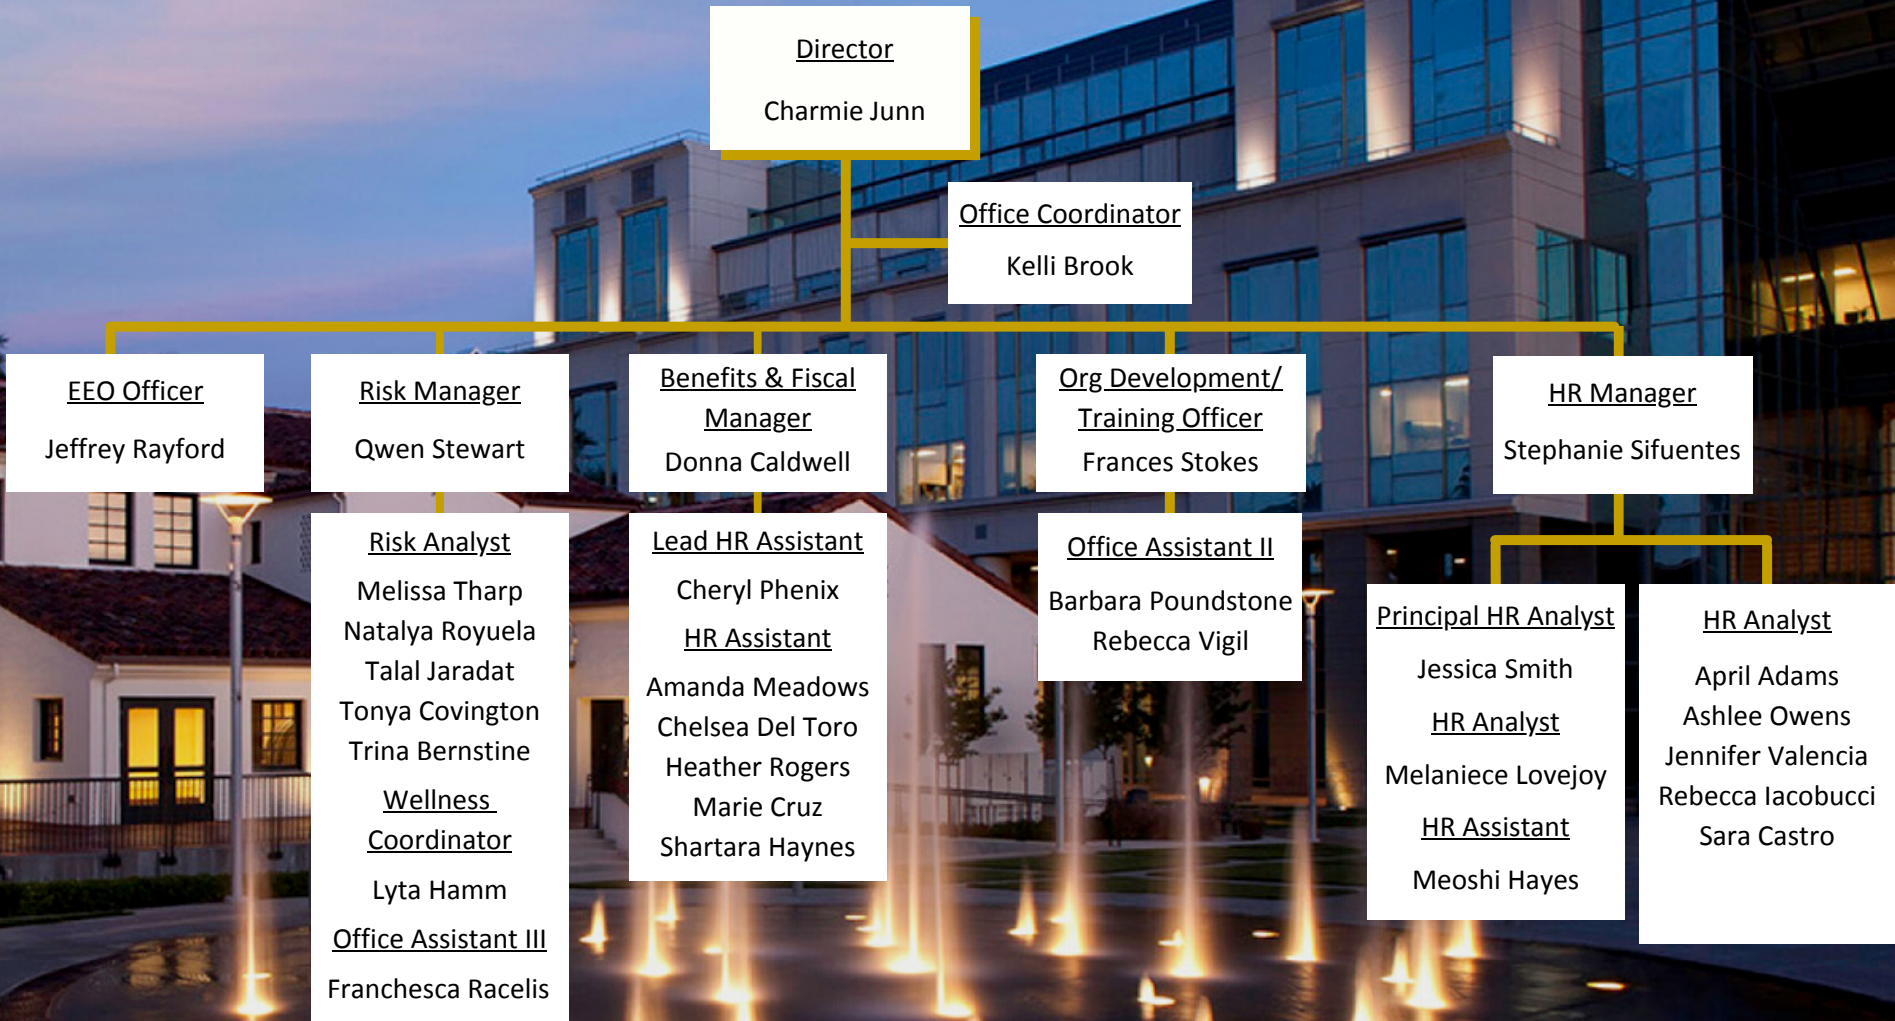 Director
Charmie Junn
Office Coordinator
Kelli Brook
EEO Officer
Jeffrey Rayford
Risk Manager
Qwen Stewart
Benefits & Fiscal
Manager
Donna Caldwell
Org Development/
Training Officer
Frances Stokes
HR Manager
Stephanie Sifuentes
Risk Analyst
Melissa Tharp
Natalya Royuela
Talal Jaradat
Tonya Covington
Trina Bernstine
Wellness
Coordinator
Lyta Hamm
Office Assistant III
Franchesca Racelis
Lead HR Assistant
Cheryl Phenix
HR Assistant
Amanda Meadows
Chelsea Del Toro
Heather Rogers
Marie Cruz
Shartara Haynes
Office Assistant II
Barbara Poundstone
Rebecca Vigil
Principal HR Analyst
Jessica Smith
HR Analyst
Melaniece Lovejoy
HR Assistant
Meoshi Hayes
HR Analyst
April Adams
Ashlee Owens
Jennifer Valencia
Rebecca Iacobucci
Sara Castro